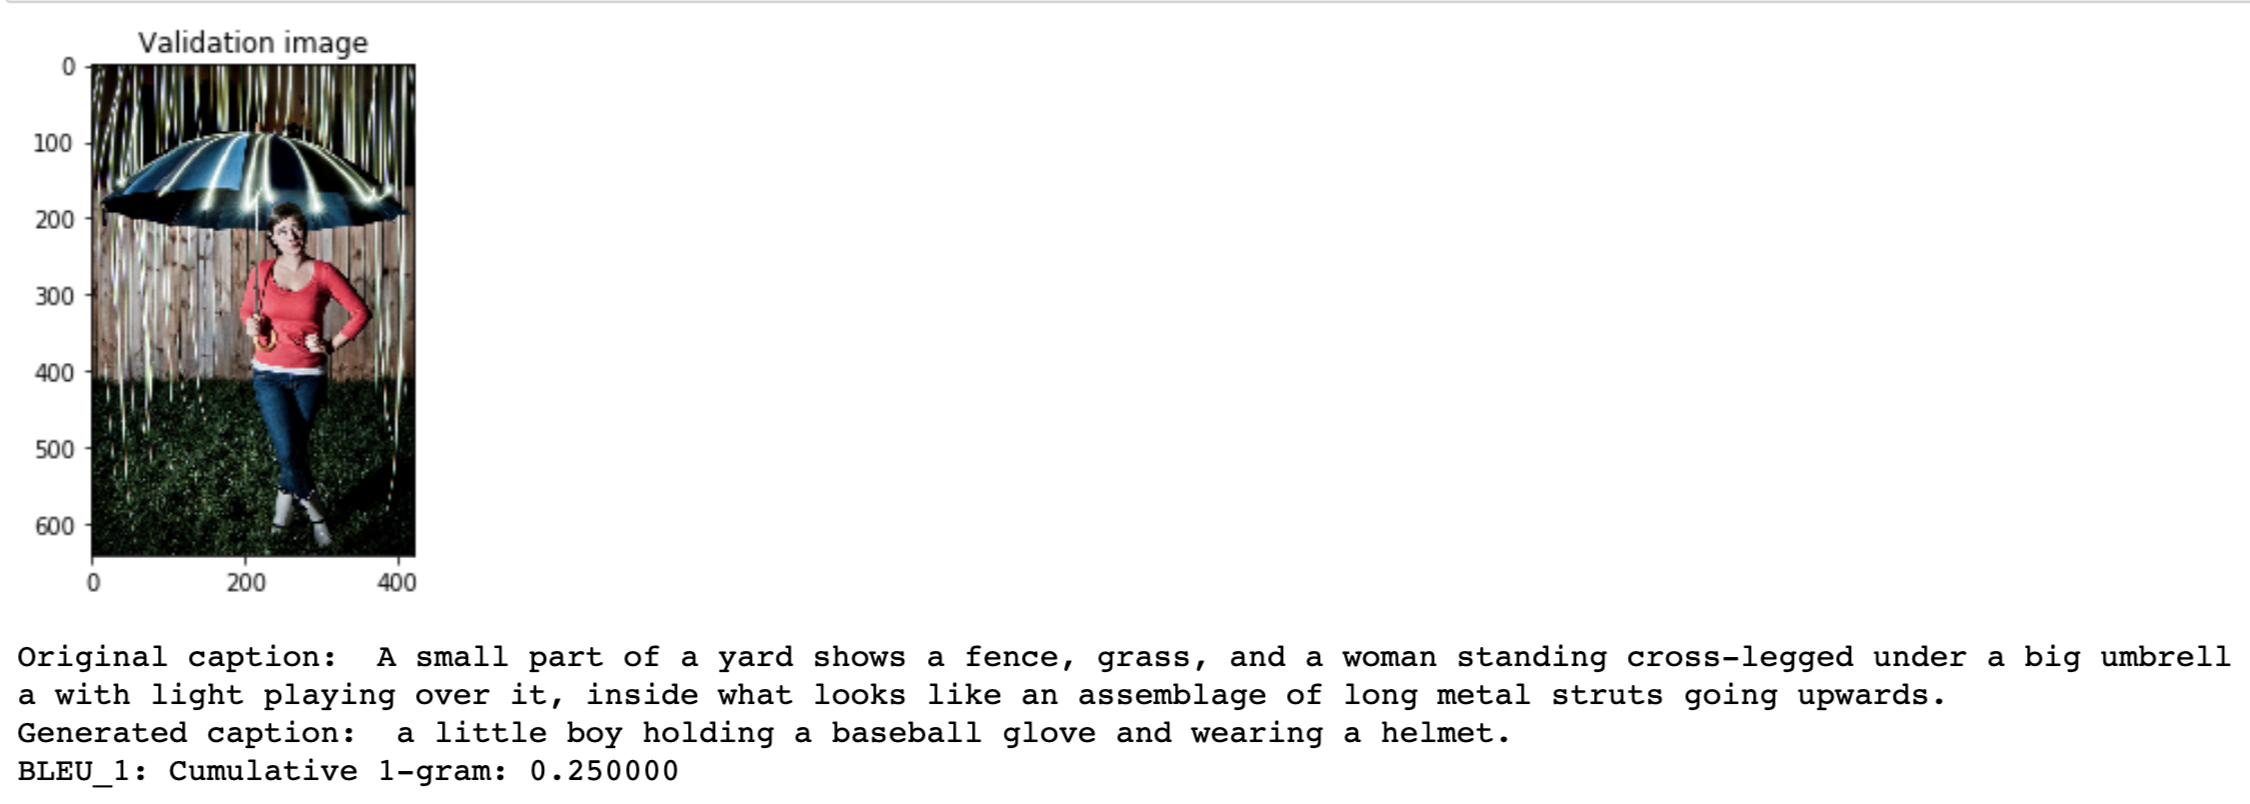 Validation image
0
100
200
300
400
500
600
0 200 400
Original caption:  A small part of a yard shows a fence, grass, and a woman standing cross-legged under a big umbrell
a with light playing over it, inside what looks like an assemblage of long metal struts going upwards.
Generated caption:  a little boy holding a baseball glove and wearing a helmet.
BLEU_1: Cumulative 1-gram: 0.250000